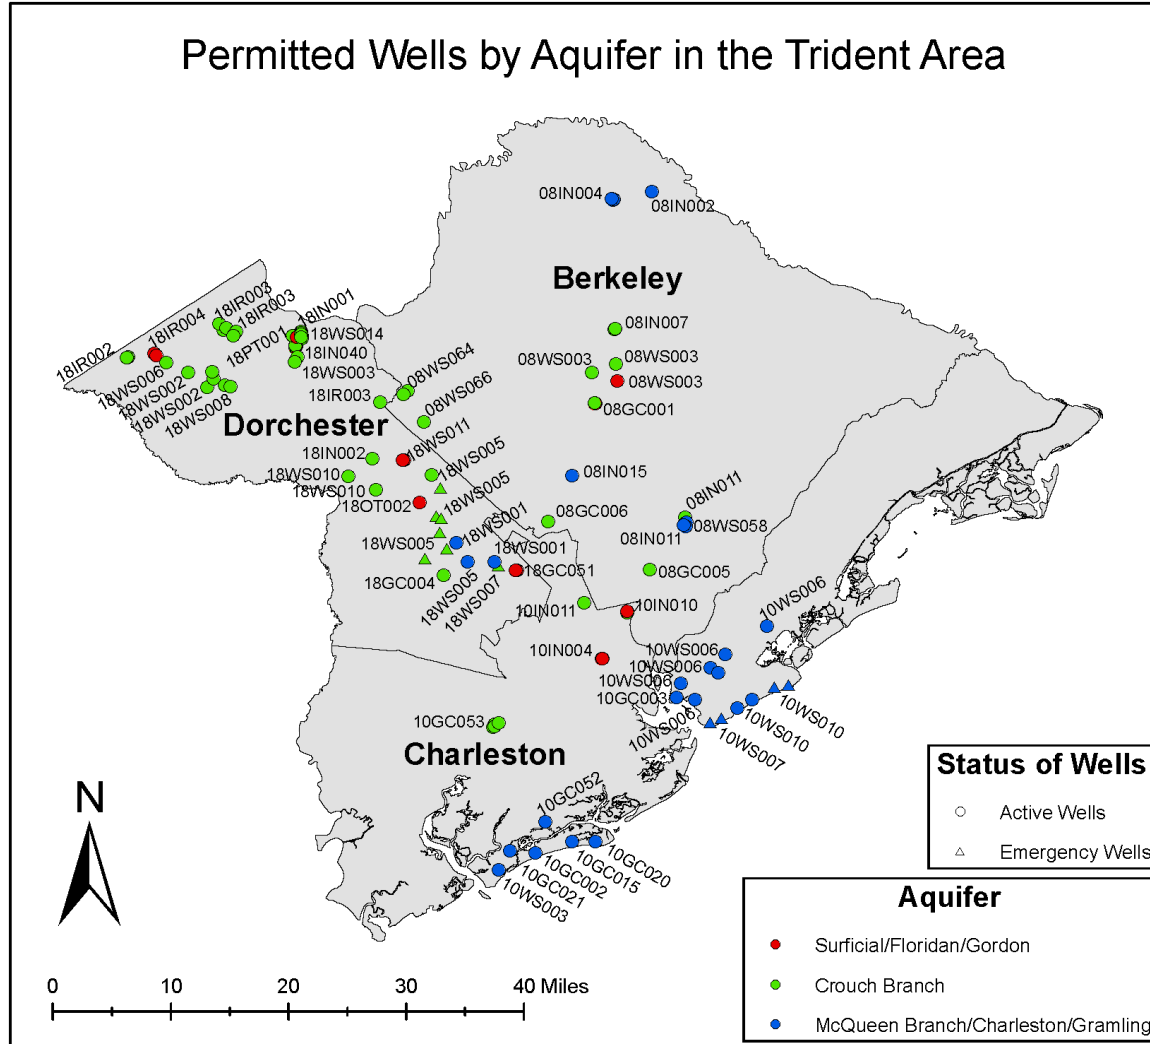 Permitted Wells by Aquifer in the Trident Area
08IN004
08IN002
Berkeley
18IR003
18IR003
18IN001
18IR004
18PT001
18WS014
18IR002
18IN040
18WS003
18WS006
18WS002
18WS002
18WS008
08IN007
08WS003
08WS003
08WS003
08GC001
08WS064
18IR003
08WS066
Dorchester
18WS011
18IN002
18WS005
18WS010
18WS010
18OT002
08IN015
18WS005
18WS001
08GC006
08IN011
08WS058
08IN011
18WS005
18WS001
18GC051
18GC004
18WS005
18WS007
08GC005
10IN011
10IN010
10WS006
10IN004
10WS006
10WS006
10WS006
10GC003
10WS006
10WS010
10WS010
10WS007
10GC053
Charleston
10GC052
10GC020
10GC015
10GC002
10GC021
10WS003
N
Status of Wells
Active Wells
Emergency Wells
Aquifer
Surficial/Floridan/Gordon
Crouch Branch
McQueen Branch/Charleston/Gramling
0 10 20 30 40 Miles